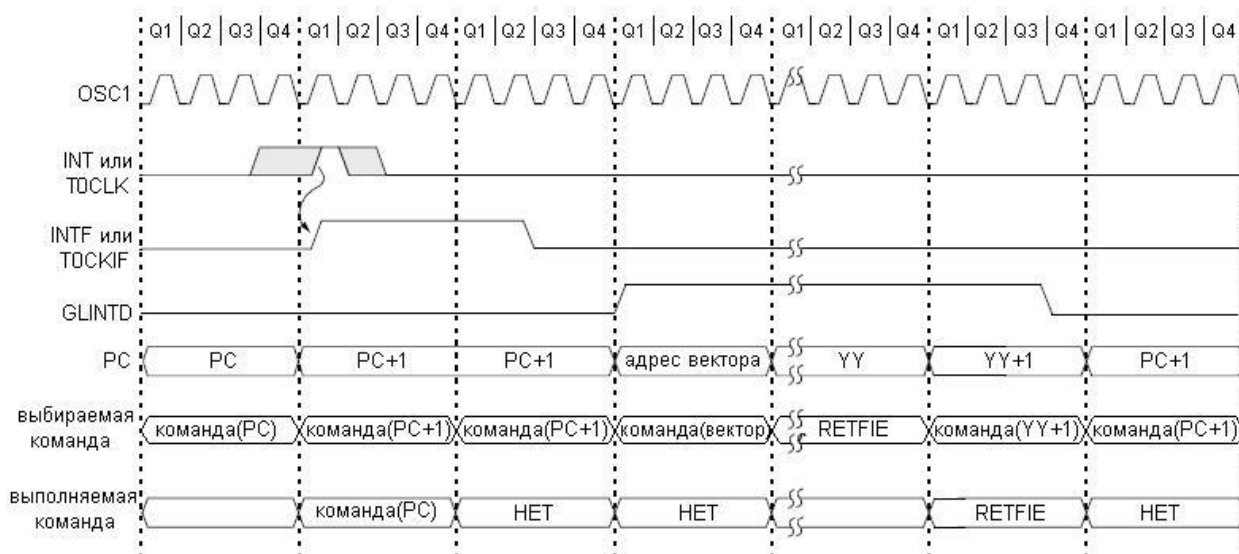 Q1 Q2 Q3 Q4 Q1 Q2 Q3 Q4 Q1 Q2 Q3 Q4 Q1 Q2 Q3 Q4 Q1 Q2 Q3 Q4 Q1 Q2 Q3 Q4 Q1 Q2 Q3 Q4
OSC1
INT или
T0CLK
INTF или
T0CKIF
GLINTD
PC PC PC+1 PC+1 адрес вектора YY YY+1 PC+1
выбираемая
команда
команда(PC) команда(PC+1) команда(PC+1) команда(вектор) RETFIE команда(YY+1) команда(PC+1)
выполняемая
команда
команда(PC) НЕТ НЕТ RETFIE НЕТ